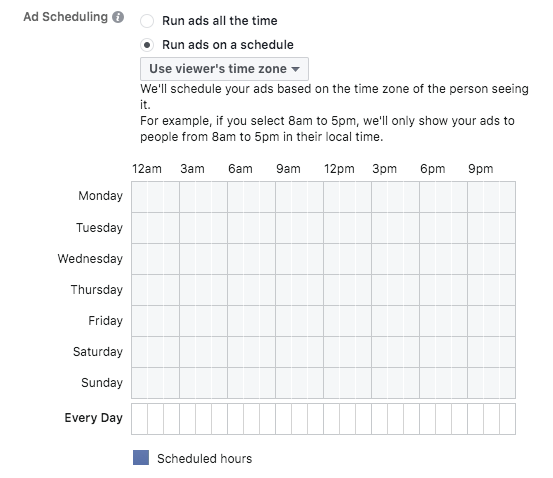 Ad Scheduling
Run ads all the time
Run ads on a schedule
Use viewer's time zone
We'll schedule your ads based on the time zone of the person seeing
it.
For example, if you select 8am to 5pm, we'll only show your ads to
people from 8am to 5pm in their local time.
12am 3am 6am 9am 12pm 3pm 6pm 9pm
Monday
Tuesday
Wednesday
Thursday
Friday
Saturday
Sunday
Every Day
Scheduled hours